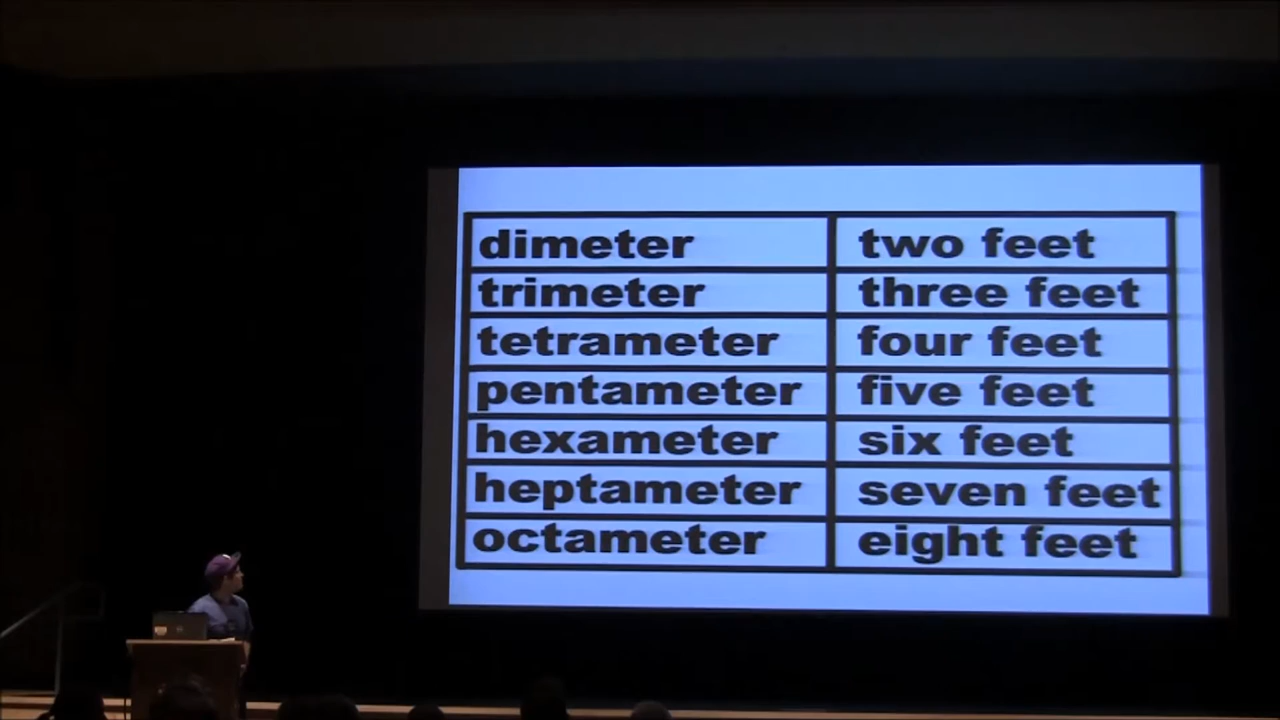 dimeter two feet
trimeter three feet
tetrameter four feet
pentameter five feet
hexameter six feet
heptameter seven feet
octameter eight feet